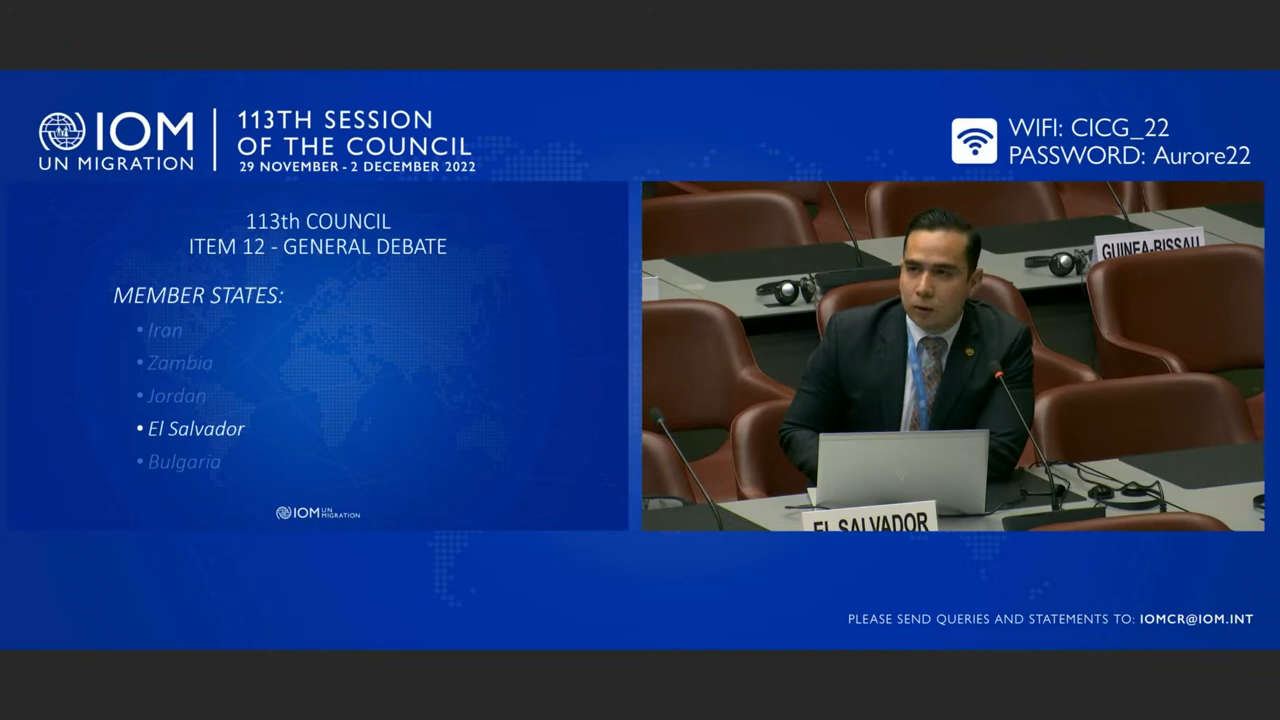 IOM
UN MIGRATION
113TH SESSION
OF THE COUNCIL
29 NOVEMBER - 2 DECEMBER 2022
WIFI: CICG_22
PASSWORD: Aurore22
113th COUNCIL
ITEM 12 - GENERAL DEBATE
MEMBER STATES:
• Iran
• Zambia
• Jordan
• El Salvador
• Bulgaria
IOM UN MIGRATION
GUINEA-BISSAU
EL SALVADOR
PLEASE SEND QUERIES AND STATEMENTS TO: IOMCR@IOM.INT